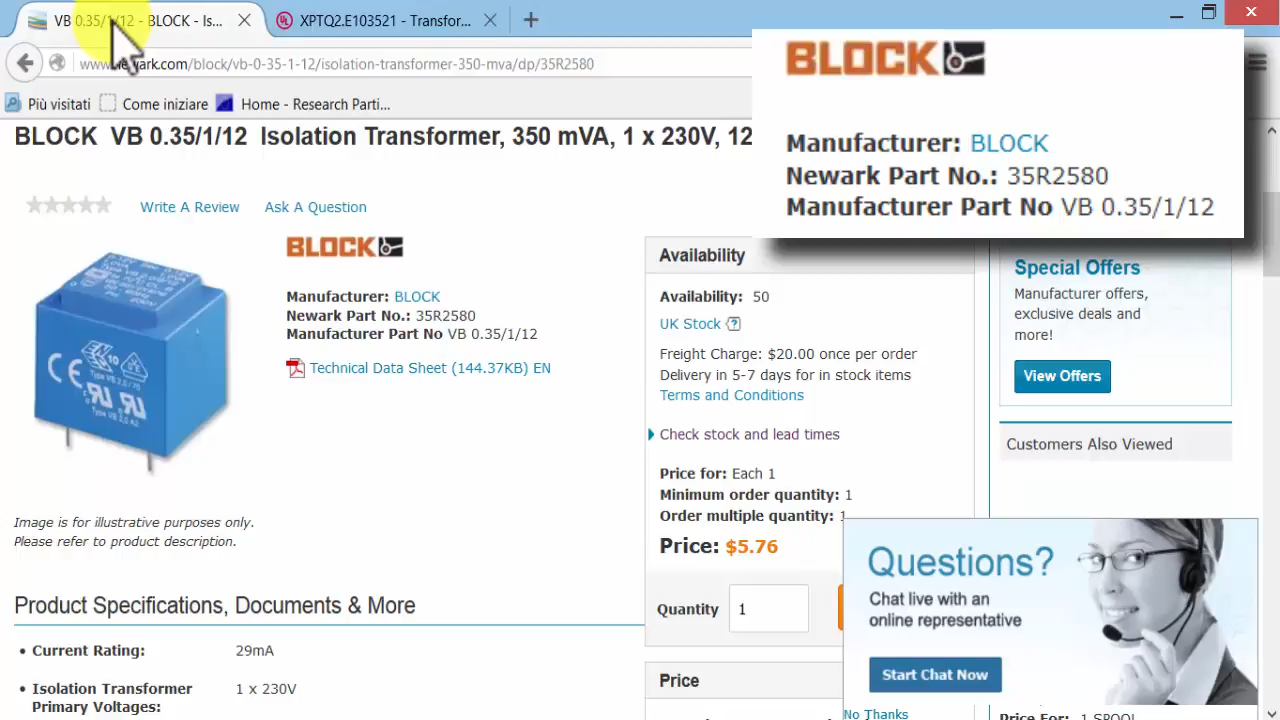 VB 0.35/1/12 - BLOCK - Is...
XPTQ2.E103521 - Transfor...
www.newark.com/block/vb-0-35-1-12/isolation-transformer-350-mva/dp/35R2580
Più visitati
Come iniziare
Home - Research Parti...
BLOCK VB 0.35/1/12 Isolation Transformer, 350 mVA, 1 x 230V, 12
BLOCK
Manufacturer: BLOCK
Newark Part No.: 35R2580
Manufacturer Part No VB 0.35/1/12
Write A Review
Ask A Question
BLOCK
Manufacturer: BLOCK
Newark Part No.: 35R2580
Manufacturer Part No VB 0.35/1/12
Technical Data Sheet (144.37KB) EN
Image is for illustrative purposes only.
Please refer to product description.
Availability
Availability: 50
UK Stock
Freight Charge: $20.00 once per order
Delivery in 5-7 days for in stock items
Terms and Conditions
Check stock and lead times
Price for: Each 1
Minimum order quantity: 1
Order multiple quantity: 1
Price: $5.76
Quantity
1
Price
Special Offers
Manufacturer offers,
exclusive deals and
more!
View Offers
Customers Also Viewed
Questions?
Chat live with an
online representative
Start Chat Now
No Thanks
Price For: 1 SPOOL
Product Specifications, Documents & More
Current Rating: 29mA
Isolation Transformer 1 x 230V
Primary Voltages: